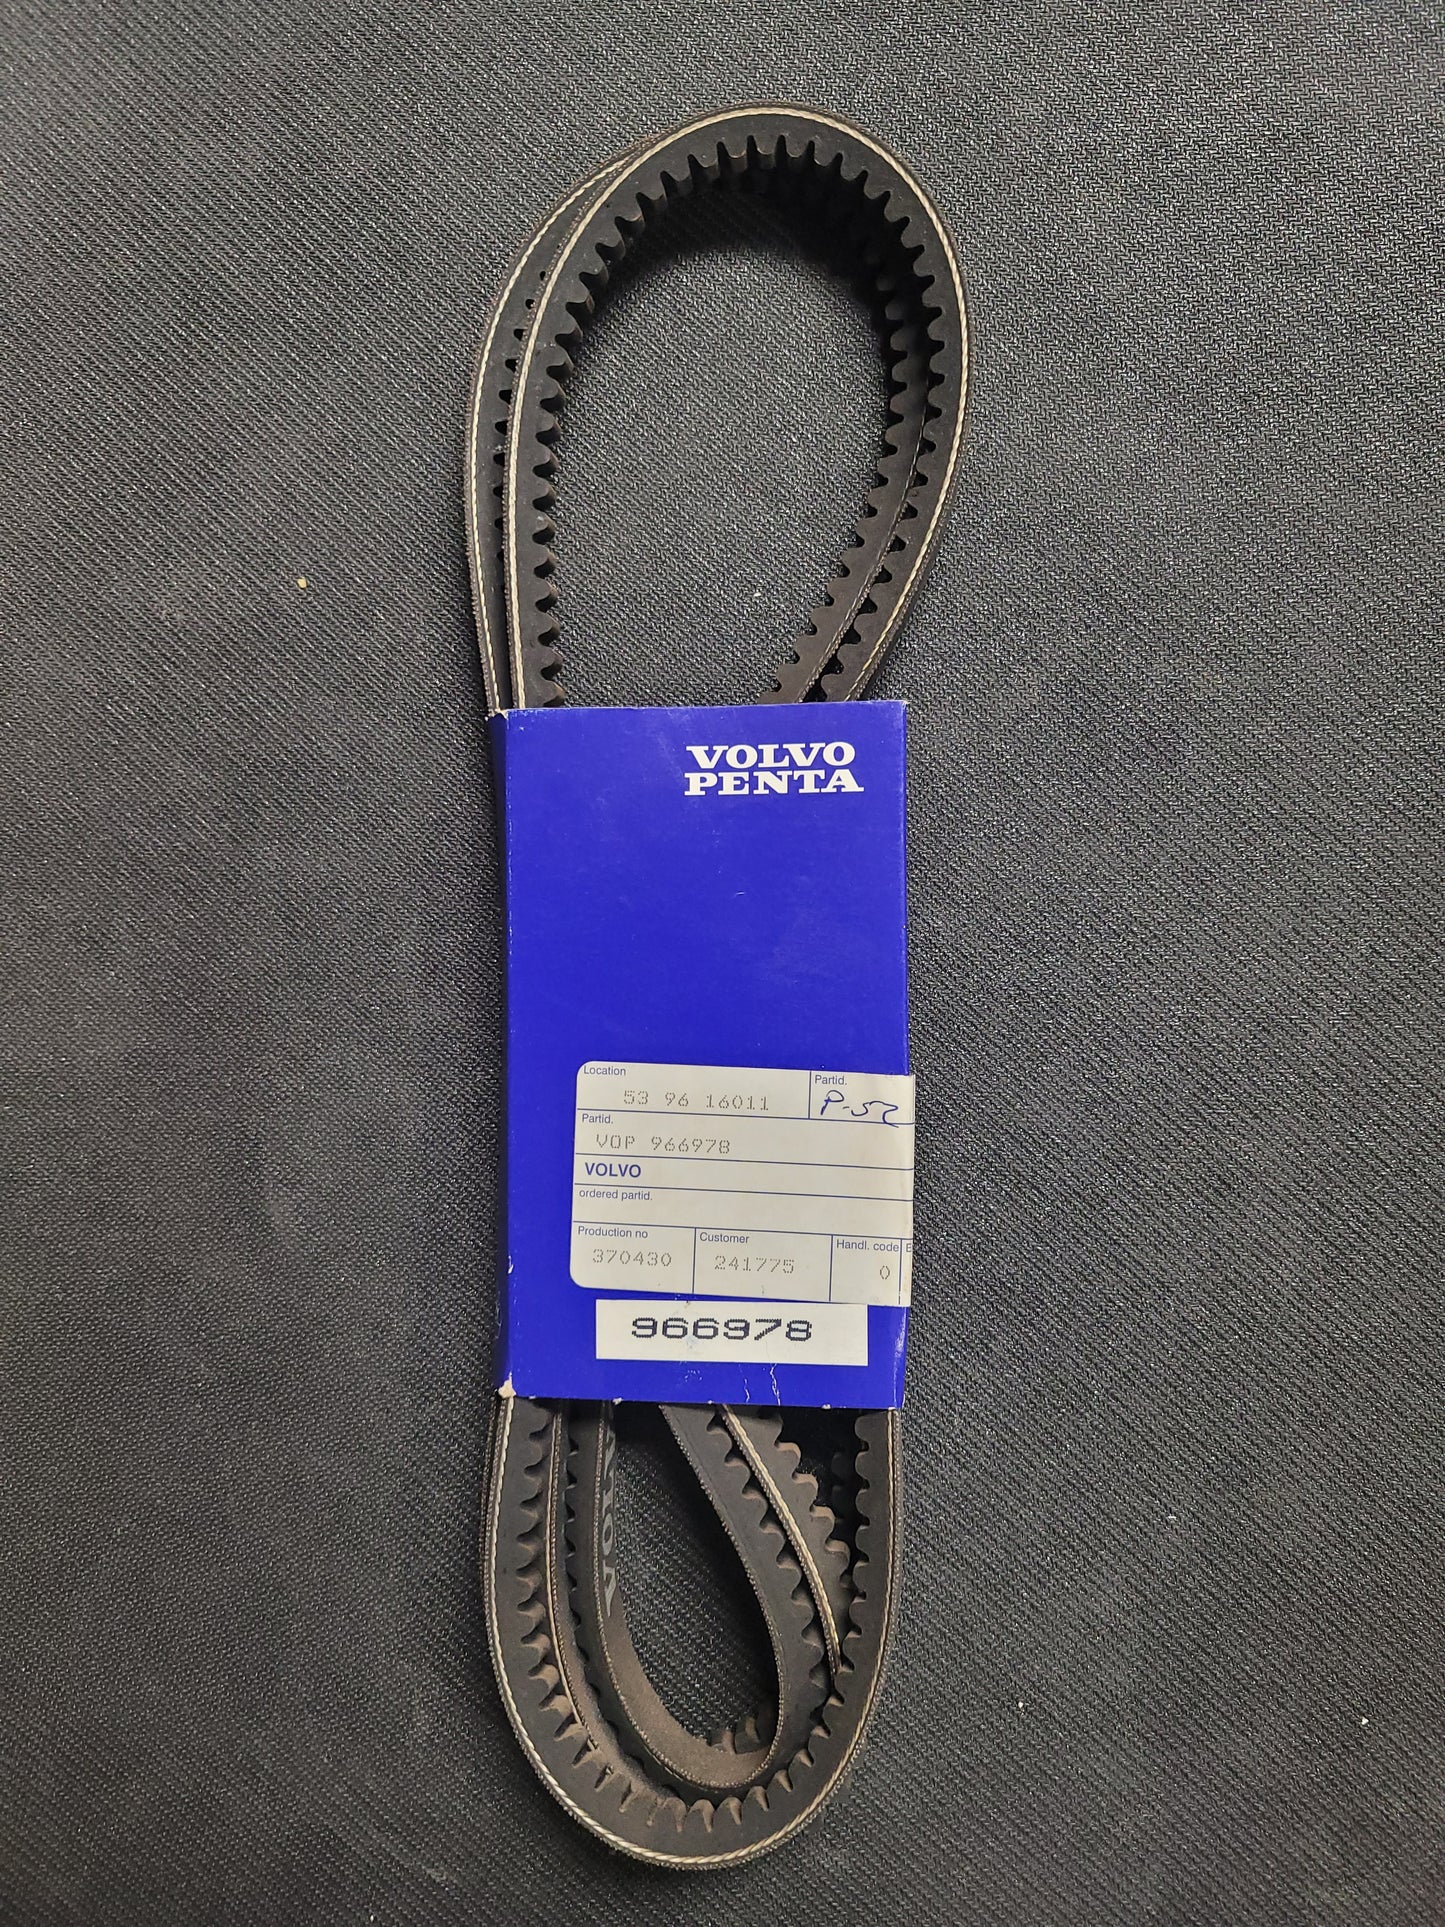 VOLVO
PENTA
Location
53 96 16011
Partid.
P-52
Partid.
VOP 966978
VOLVO
ordered partid.
Production no
370430
Customer
241775
Handl. code
0
E
966978
VOLVO